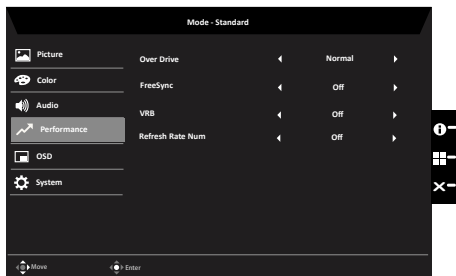 Mode - Standard
Picture
Color
Audio
Performance
OSD
System
Over Drive Normal
FreeSync Off
VRB Off
Refresh Rate Num Off
Move Enter